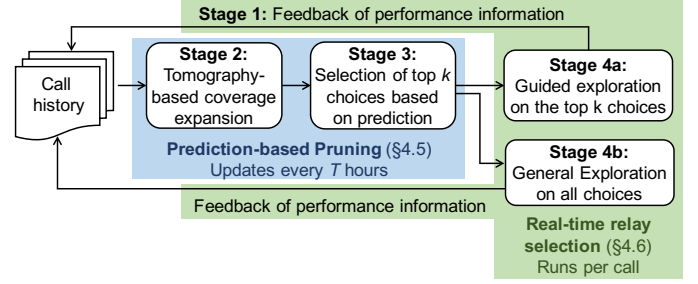 Stage 1: Feedback of performance information
Call
history
Stage 2:
Tomography-
based coverage
expansion
Stage 3:
Selection of top k
choices based
on prediction
Stage 4a:
Guided exploration
on the top k choices
Prediction-based Pruning (§4.5)
Updates every T hours
Stage 4b:
General Exploration
on all choices
Feedback of performance information
Real-time relay
selection (§4.6)
Runs per call